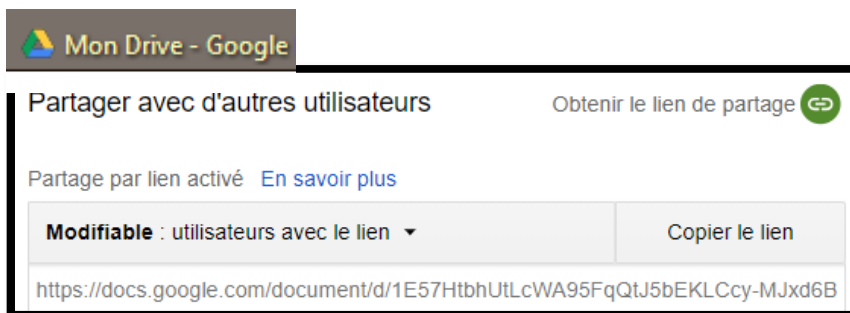 Mon Drive - Google
Partager avec d'autres utilisateurs Obtenir le lien de partage
Partage par lien activé En savoir plus
Modifiable : utilisateurs avec le lien Copier le lien
https://docs.google.com/document/d/1E57HtbhUtLcWA95FqQtJ5bEKLCcy-MJxd6B